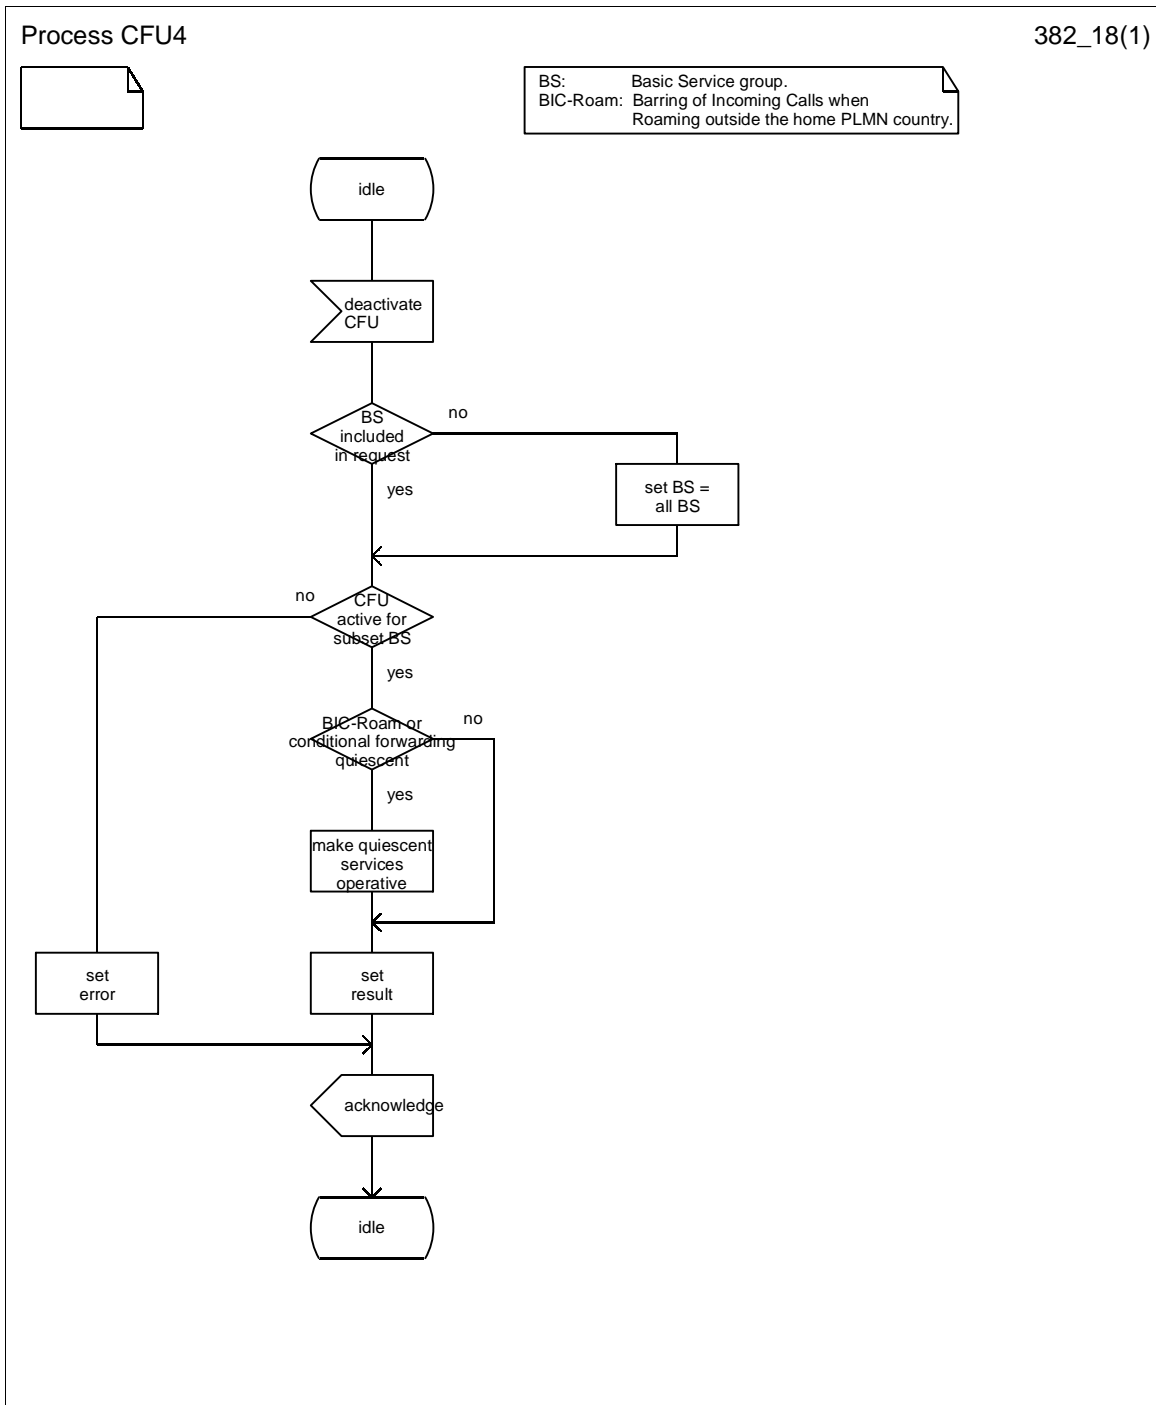 Process CFU4
382_18(1)
BS: Basic Service group.
BIC-Roam: Barring of Incoming Calls when
Roaming outside the home PLMN country.
idle
deactivate
CFU
BS
included
in request
no
yes
set BS =
all BS
CFU
active for
subset BS
no
yes
BIC-Roam or
conditional forwarding
quiescent
no
yes
make quiescent
services
operative
set
error
set
result
acknowledge
idle